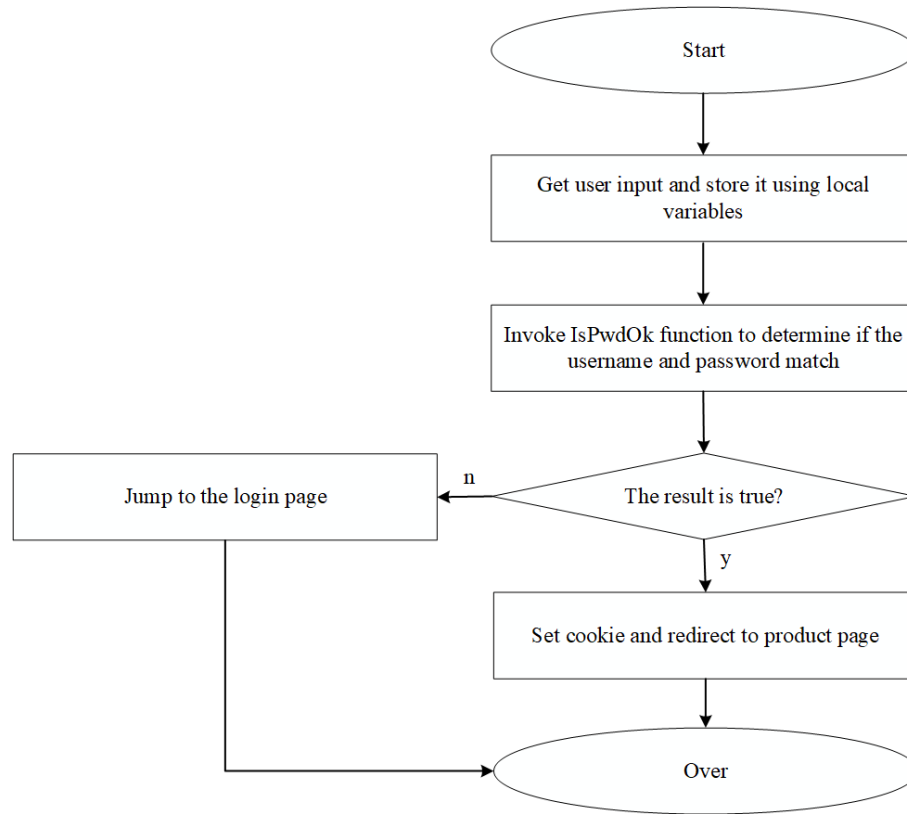 Start
Get user input and store it using local
variables
Invoke IsPwdOk function to determine if the
username and password match
Jump to the login page
n
The result is true?
y
Set cookie and redirect to product page
Over